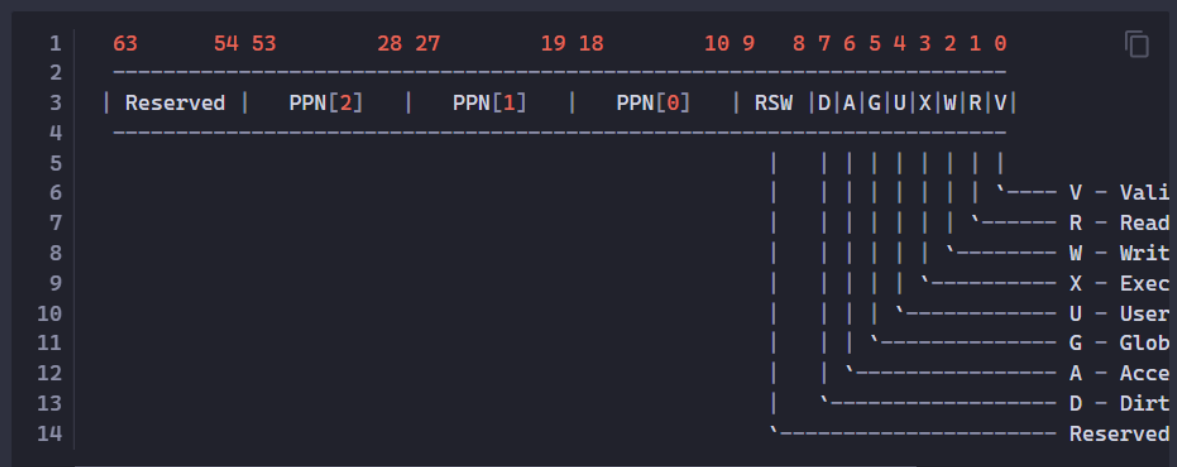 1 63 54 53 28 27 19 18 10 9 8 7 6 5 4 3 2 1 0
2 -----------------------------------------------------------------------
3 | Reserved | PPN[2] | PPN[1] | PPN[0] | RSW |D|A|G|U|X|W|R|V|
4 -----------------------------------------------------------------------
5 | | | | | | | | |
6 | | | | | | | | `---- V - Vali
7 | | | | | | | `------ R - Read
8 | | | | | | `-------- W - Writ
9 | | | | | `---------- X - Exec
10 | | | | `------------ U - User
11 | | | `-------------- G - Glob
12 | | `---------------- A - Acce
13 | `------------------ D - Dirt
14 `---------------------- Reserved